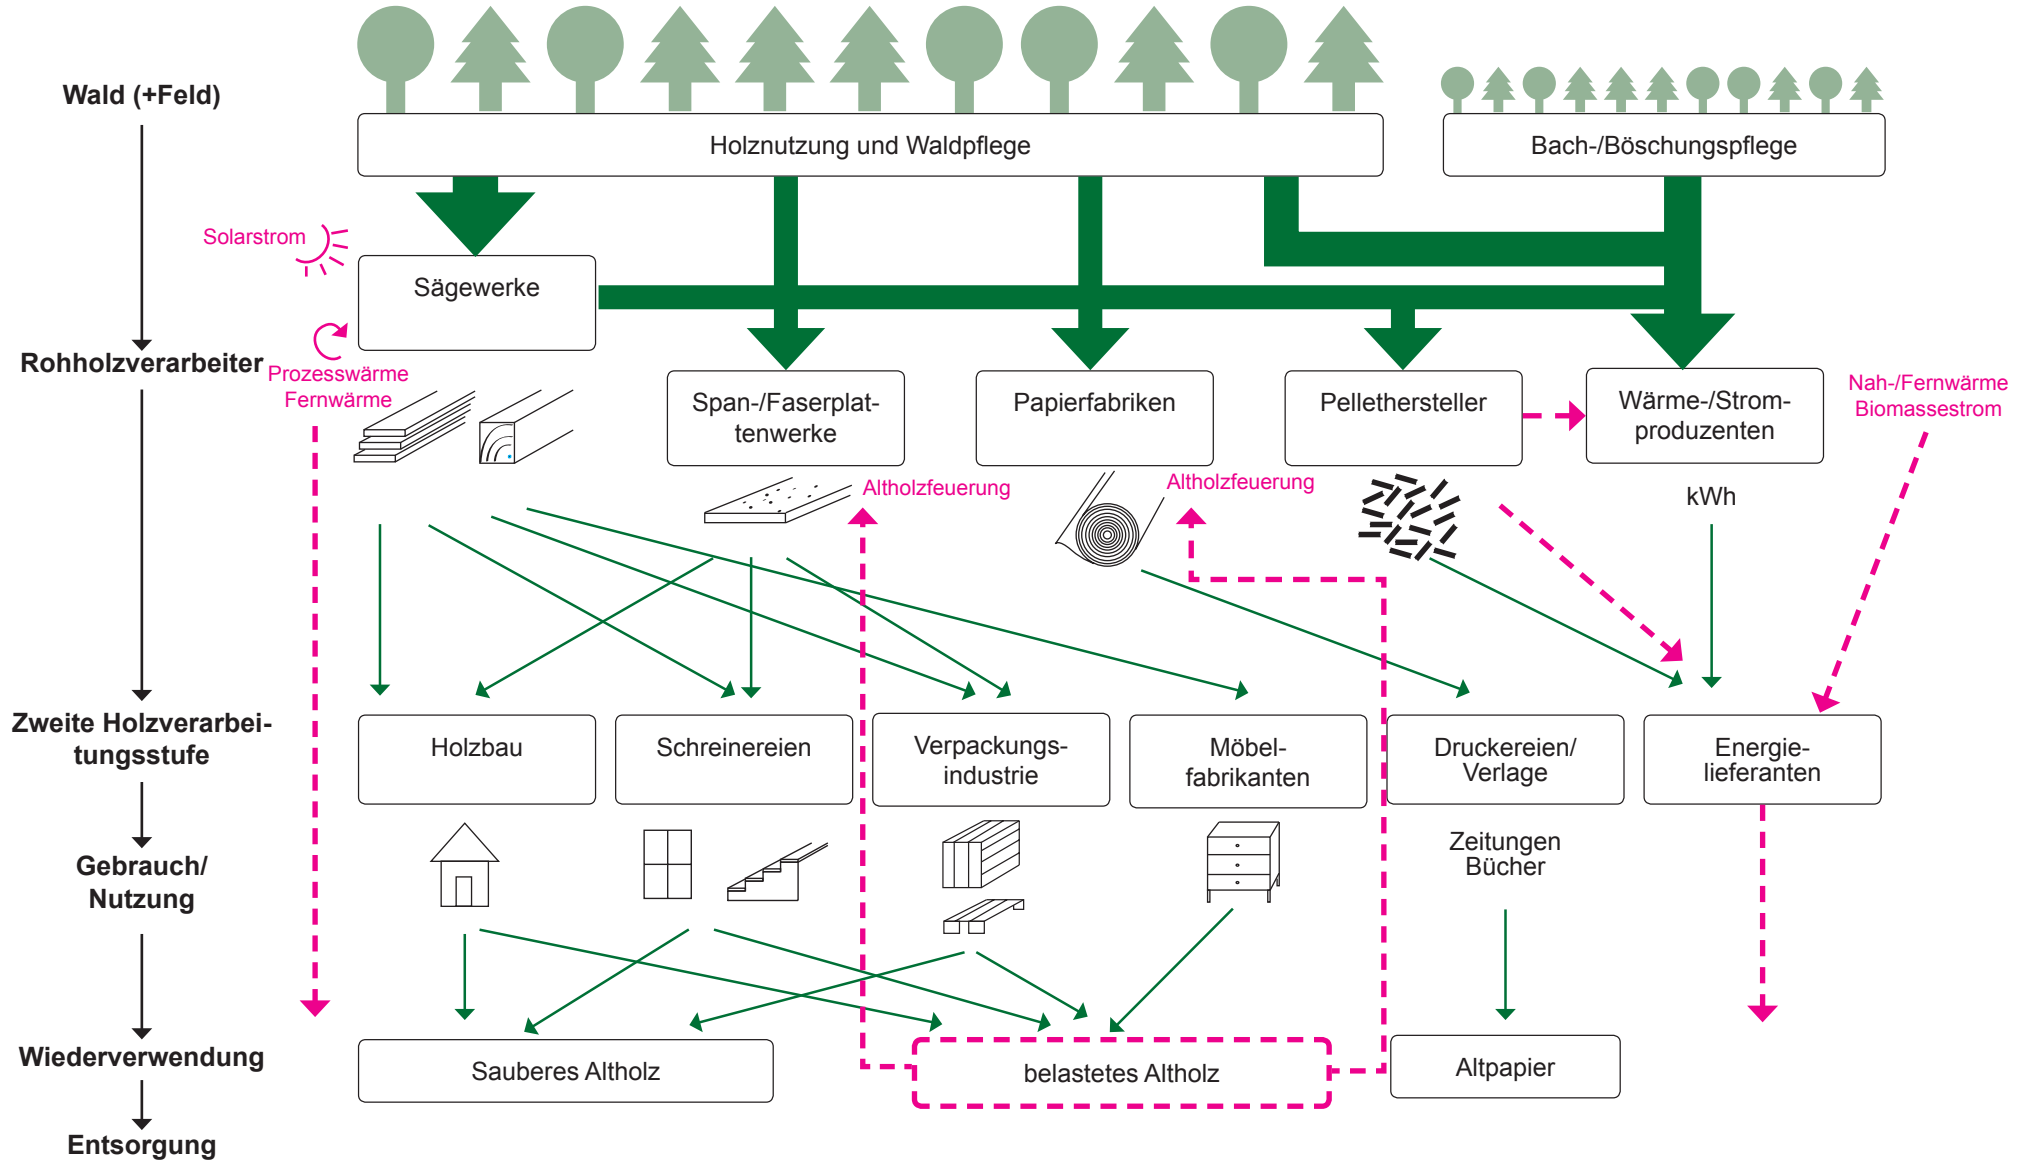 Wald (+Feld)
Holznutzung und Waldpflege
Bach-/Böschungspflege
Solarstrom
Sägewerke
Rohholzverarbeiter
Prozesswärme
Fernwärme
Span-/Faserplat-
tenwerke
Papierfabriken
Pellethersteller
Wärme-/Strom-
produzenten
Nah-/Fernwärme
Biomassestrom
Altholzfeuerung
Altholzfeuerung
kWh
Zweite Holzverarbei-
tungsstufe
Holzbau
Schreinereien
Verpackungs-
industrie
Möbel-
fabrikanten
Druckereien/
Verlage
Energie-
lieferanten
Gebrauch/
Nutzung
Zeitungen
Bücher
Wiederverwendung
Sauberes Altholz
belastetes Altholz
Altpapier
Entsorgung